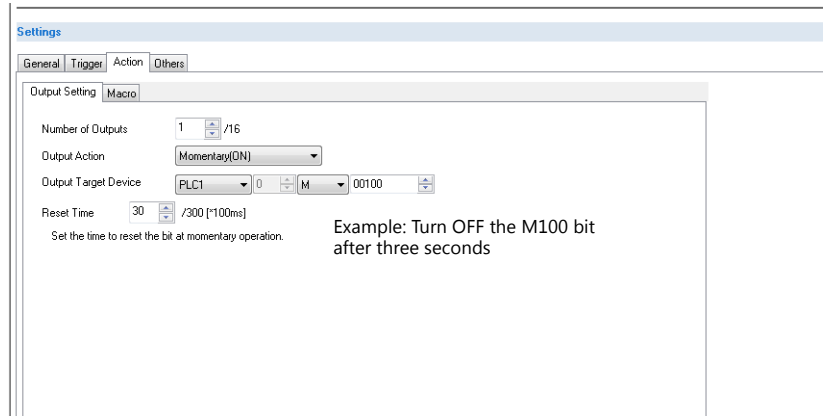 Settings
General Trigger Action Others
Output Setting Macro
Number of Outputs 1 /16
Output Action Momentary(ON)
Output Target Device PLC1 0 M 00100
Reset Time 30 /300 [*100ms]
Set the time to reset the bit at momentary operation.
Example: Turn OFF the M100 bit
after three seconds